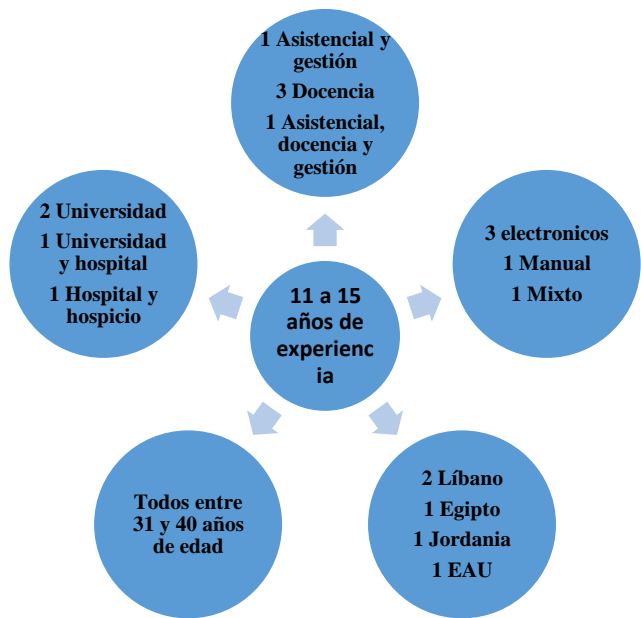 1 Asistencial y
gestión
3 Docencia
1 Asistencial,
docencia y
gestión
2 Universidad
1 Universidad
y hospital
1 Hospital y
hospicio
3 electronicos
1 Manual
1 Mixto
11 a 15
años de
experienc
ia
Todos entre
31 y 40 años
de edad
2 Líbano
1 Egipto
1 Jordania
1 EAU